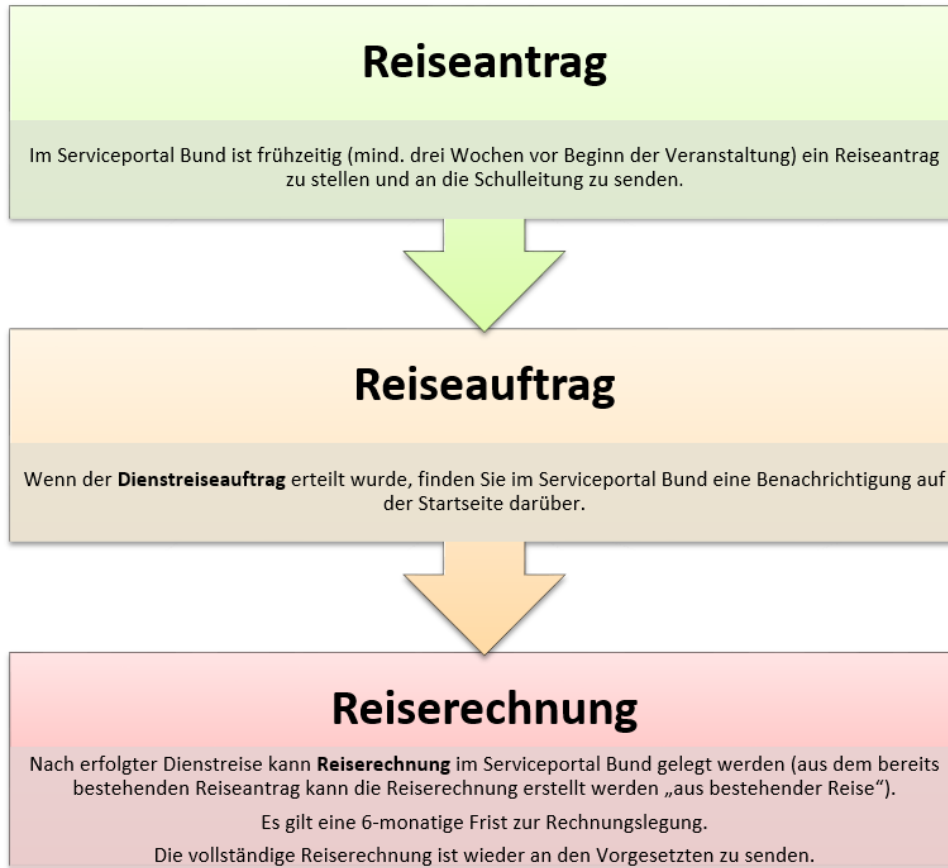 Reiseantrag
Im Serviceportal Bund ist frühzeitig (mind. drei Wochen vor Beginn der Veranstaltung) ein Reiseantrag
zu stellen und an die Schulleitung zu senden.
Reiseauftrag
Wenn der Dienstreiseauftrag erteilt wurde, finden Sie im Serviceportal Bund eine Benachrichtigung auf
der Startseite darüber.
Reiserechnung
Nach erfolgter Dienstreise kann Reiserechnung im Serviceportal Bund gelegt werden (aus dem bereits
bestehenden Reiseantrag kann die Reiserechnung erstellt werden „aus bestehender Reise“).
Es gilt eine 6-monatige Frist zur Rechnungslegung.
Die vollständige Reiserechnung ist wieder an den Vorgesetzten zu senden.